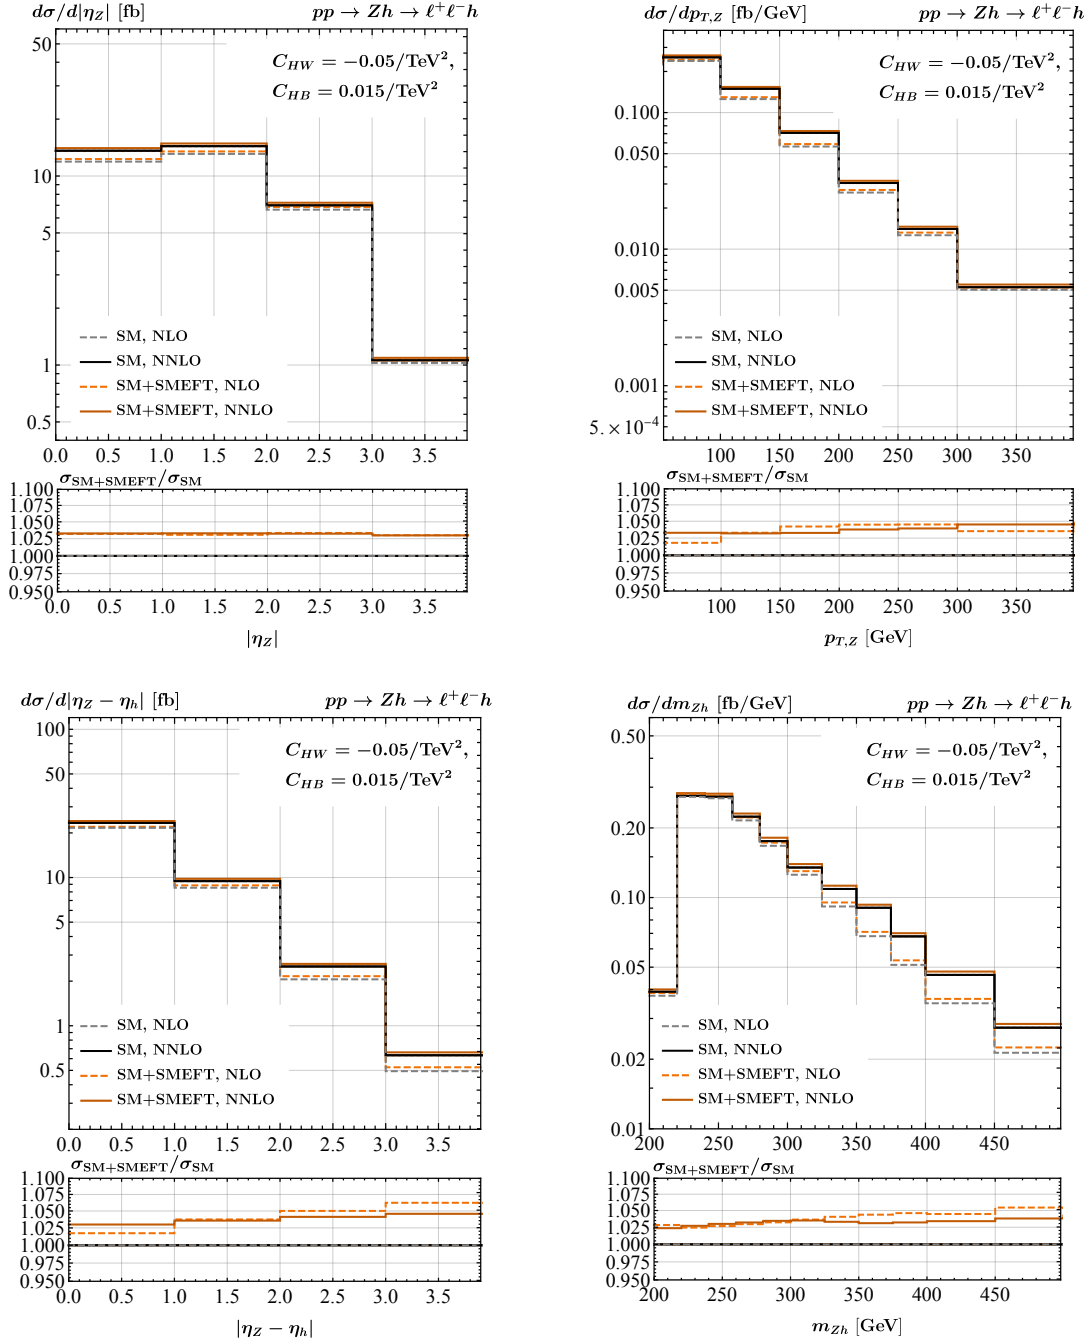 dσ/d|η_Z| [fb] pp → Zh → ℓ⁺ℓ⁻h
C_HW = −0.05/TeV²,
C_HB = 0.015/TeV²
50
10
5
1
0.5
SM, NLO
SM, NNLO
SM+SMEFT, NLO
SM+SMEFT, NNLO
0.0 0.5 1.0 1.5 2.0 2.5 3.0 3.5
σ_SM+SMEFT/σ_SM
1.100
1.075
1.050
1.025
1.000
0.975
0.950
0.0 0.5 1.0 1.5 2.0 2.5 3.0 3.5
|η_Z|
dσ/dp_T,Z [fb/GeV] pp → Zh → ℓ⁺ℓ⁻h
C_HW = −0.05/TeV²,
C_HB = 0.015/TeV²
0.100
0.050
0.010
0.005
0.001
5.×10⁻⁴
SM, NLO
SM, NNLO
SM+SMEFT, NLO
SM+SMEFT, NNLO
100 150 200 250 300 350
σ_SM+SMEFT/σ_SM
1.100
1.075
1.050
1.025
1.000
0.975
0.950
100 150 200 250 300 350
p_T,Z [GeV]
dσ/d|η_Z − η_h| [fb] pp → Zh → ℓ⁺ℓ⁻h
C_HW = −0.05/TeV²,
C_HB = 0.015/TeV²
100
50
10
5
1
0.5
SM, NLO
SM, NNLO
SM+SMEFT, NLO
SM+SMEFT, NNLO
0.0 0.5 1.0 1.5 2.0 2.5 3.0 3.5
σ_SM+SMEFT/σ_SM
1.100
1.075
1.050
1.025
1.000
0.975
0.950
0.0 0.5 1.0 1.5 2.0 2.5 3.0 3.5
|η_Z − η_h|
dσ/dm_Zh [fb/GeV] pp → Zh → ℓ⁺ℓ⁻h
C_HW = −0.05/TeV²,
C_HB = 0.015/TeV²
0.50
0.20
0.10
0.05
0.02
0.01
SM, NLO
SM, NNLO
SM+SMEFT, NLO
SM+SMEFT, NNLO
200 250 300 350 400 450
σ_SM+SMEFT/σ_SM
1.100
1.075
1.050
1.025
1.000
0.975
0.950
200 250 300 350 400 450
m_Zh [GeV]